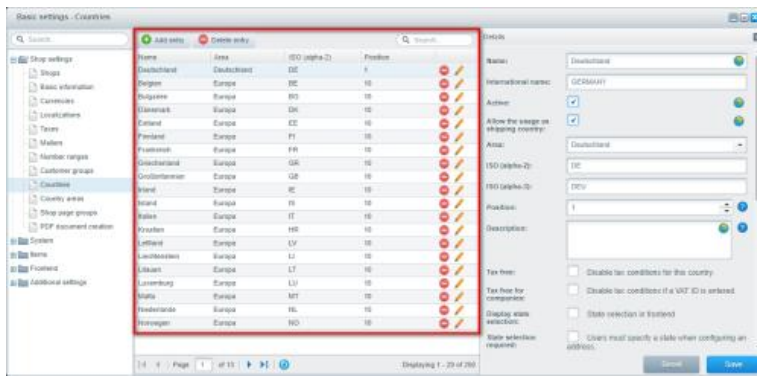 Basic settings - Countries
Search...
Shop settings
Shops
Basic information
Currencies
Localizations
Taxes
Mailers
Number ranges
Customer groups
Countries
Country areas
Shop page groups
PDF document creation
System
Items
Frontend
Additional settings
Add entry Delete entry Search...
Name Area ISO (alpha-2) Position
Deutschland Deutschland DE 1
Belgien Europa BE 10
Bulgarien Europa BG 10
Dänemark Europa DK 10
Estland Europa EE 10
Finnland Europa FI 10
Frankreich Europa FR 10
Griechenland Europa GR 10
Großbritannien Europa GB 10
Irland Europa IE 10
Island Europa IS 10
Italien Europa IT 10
Kroatien Europa HR 10
Lettland Europa LV 10
Liechtenstein Europa LI 10
Litauen Europa LT 10
Luxemburg Europa LU 10
Malta Europa MT 10
Niederlande Europa NL 10
Norwegen Europa NO 10
Page 1 of 13 Displaying 1 - 20 of 250
Details
Name: Deutschland
International name: GERMANY
Active:
Allow the usage as
shipping country:
Area: Deutschland
ISO (alpha-2): DE
ISO (alpha-3): DEU
Position: 1
Description:
Tax free: Disable tax conditions for this country.
Tax free for
companies: Disable tax conditions if a VAT ID is entered.
Display state
selection: State selection in frontend
State selection
required: Users must specify a state when configuring an
address.
Reset Save